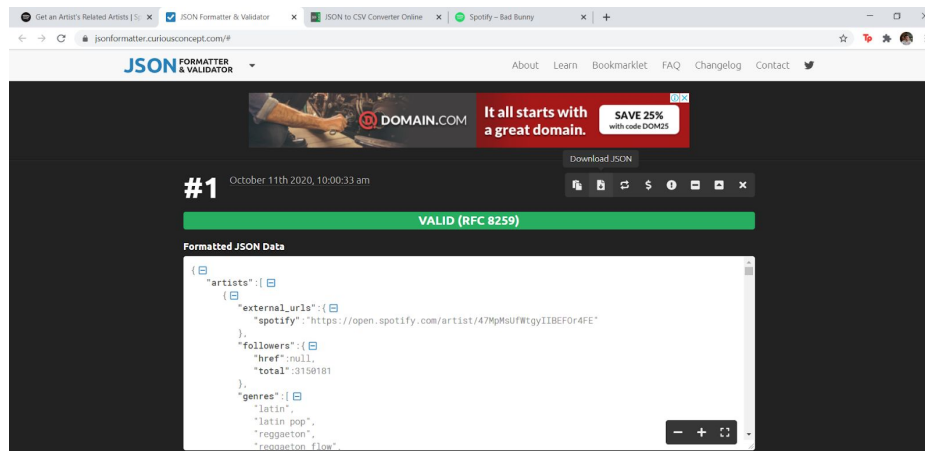 Get an Artist's Related Artists | Sp
JSON Formatter & Validator
JSON to CSV Converter Online
Spotify – Bad Bunny
jsonformatter.curiousconcept.com/#
JSON FORMATTER & VALIDATOR
About Learn Bookmarklet FAQ Changelog Contact
DOMAIN.COM
It all starts with
a great domain.
SAVE 25%
with code DOM25
Download JSON
#1 October 11th 2020, 10:00:33 am
VALID (RFC 8259)
Formatted JSON Data
{
"artists":[
{
"external_urls":{
"spotify":"https://open.spotify.com/artist/47MpMsUfWtgyIIBEFOr4FE"
},
"followers":{
"href":null,
"total":3150181
},
"genres":[
"latin",
"latin pop",
"reggaeton",
"reggaeton flow",